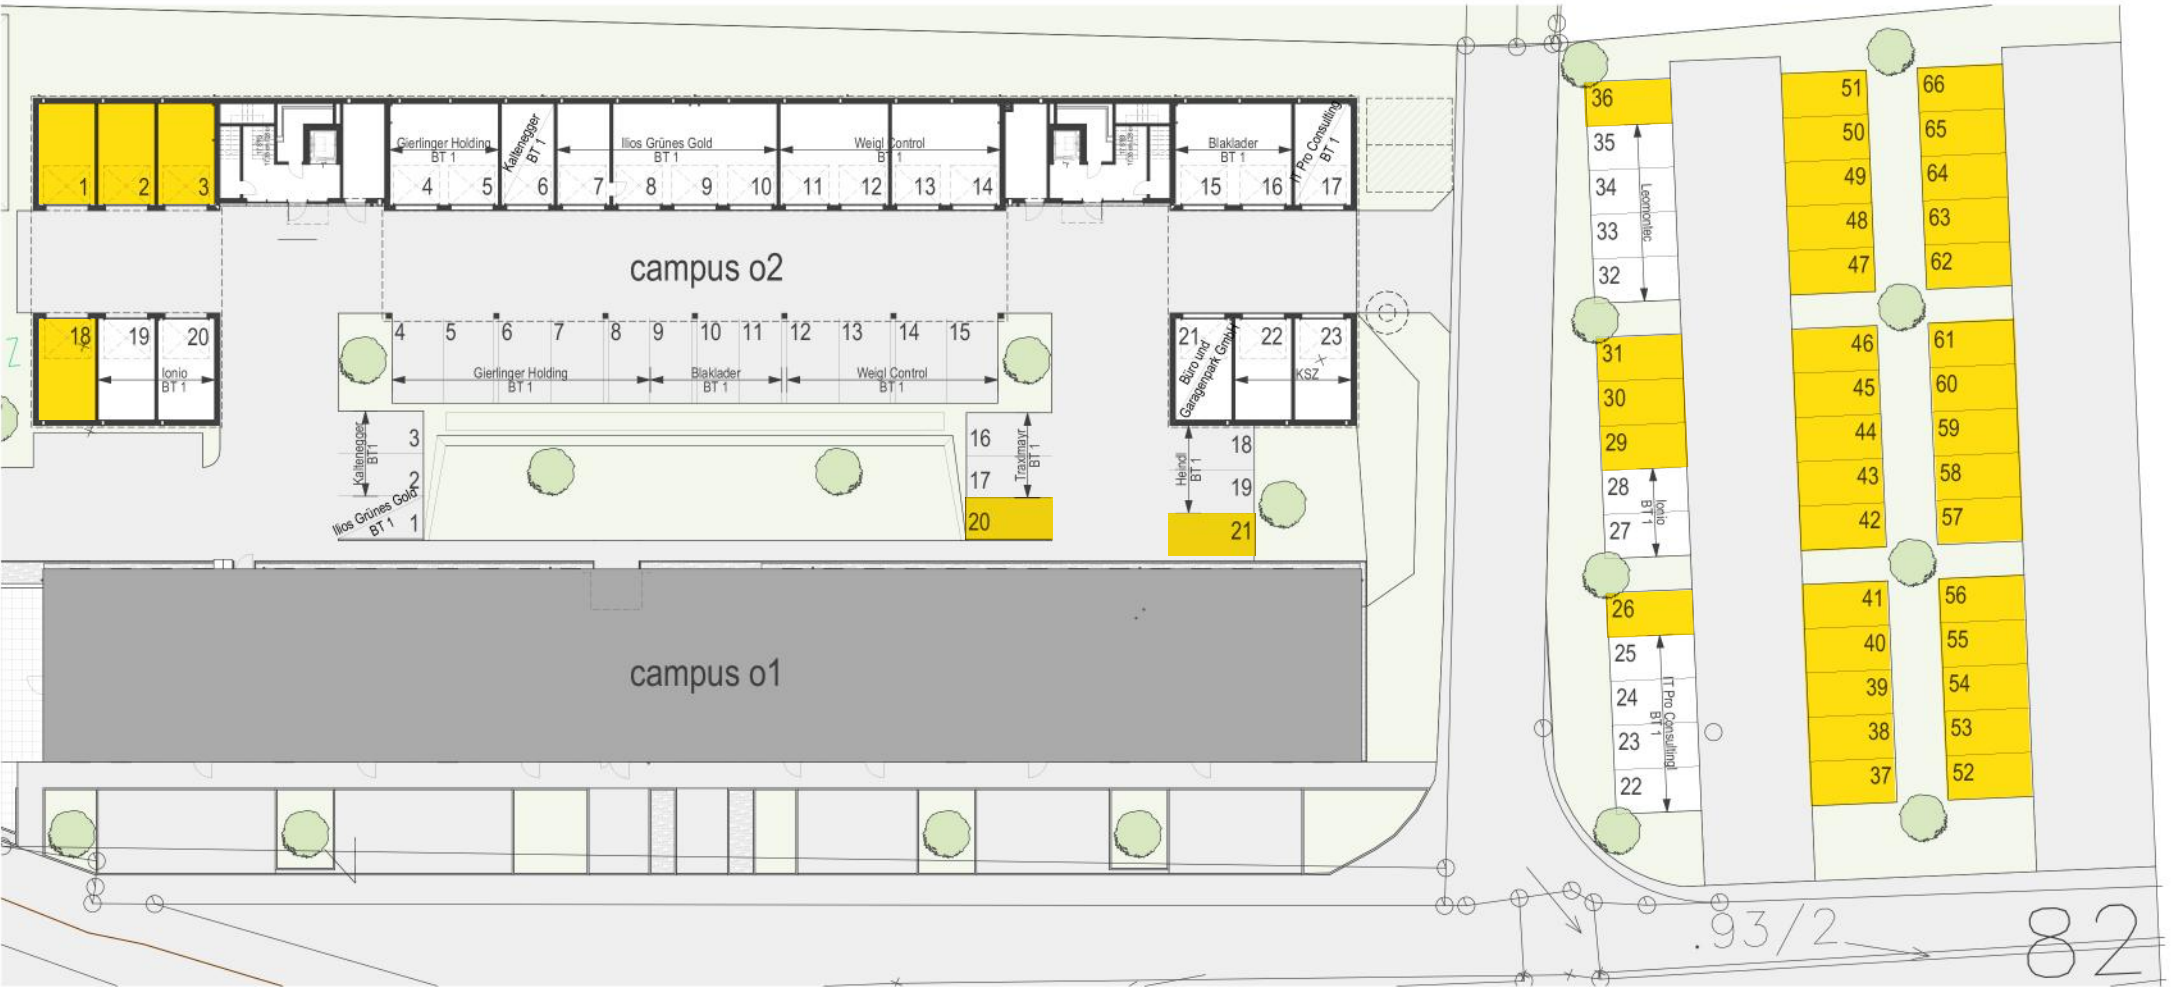 1 2 3
Gierlinger Holding
BT 1
4 5
Kaltenegger
BT 1
6
Ilios Grünes Gold
BT 1
7 8 9 10
Weigl Control
BT 1
11 12 13 14
Blaklader
BT 1
15 16
IT Pro Consulting
BT 1
17
campus o2
18 19 20
Ionio
BT 1
4 5 6 7 8 9 10 11 12 13 14 15
Gierlinger Holding
BT 1
Blaklader
BT 1
Weigl Control
BT 1
21 22 23
Büro und
Garagenpark GmbH
KSZ
Kaltenegger
BT1
3
2
Ilios Grünes Gold
BT 1
1
16
17
Traxlmayr
BT 1
20
Heindl
BT 1
18
19
21
campus o1
36
35
34
33
32
Leomontec
31
30
29
28
27
Ionio
BT 1
26
25
24
23
22
IT Pro Consultingl
BT 1
51
50
49
48
47
46
45
44
43
42
41
40
39
38
37
66
65
64
63
62
61
60
59
58
57
56
55
54
53
52
.93/2
82
Z